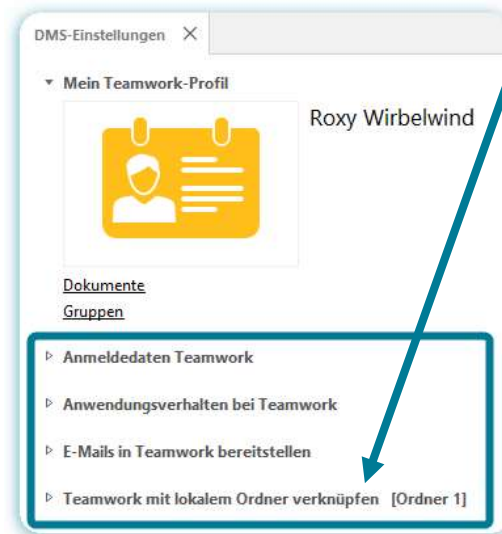 DMS-Einstellungen
Mein Teamwork-Profil
Roxy Wirbelwind
Dokumente
Gruppen
Anmeldedaten Teamwork
Anwendungsverhalten bei Teamwork
E-Mails in Teamwork bereitstellen
Teamwork mit lokalem Ordner verknüpfen [Ordner 1]